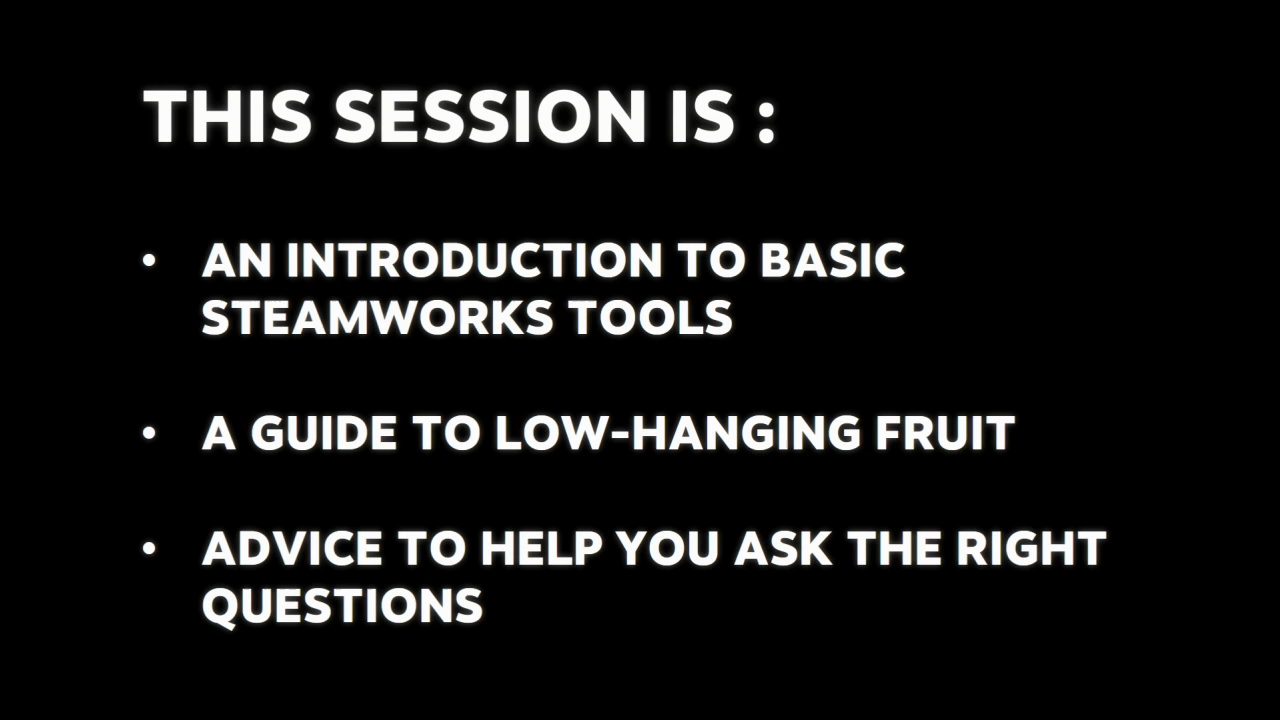 THIS SESSION IS :
• AN INTRODUCTION TO BASIC
STEAMWORKS TOOLS
• A GUIDE TO LOW-HANGING FRUIT
• ADVICE TO HELP YOU ASK THE RIGHT
QUESTIONS